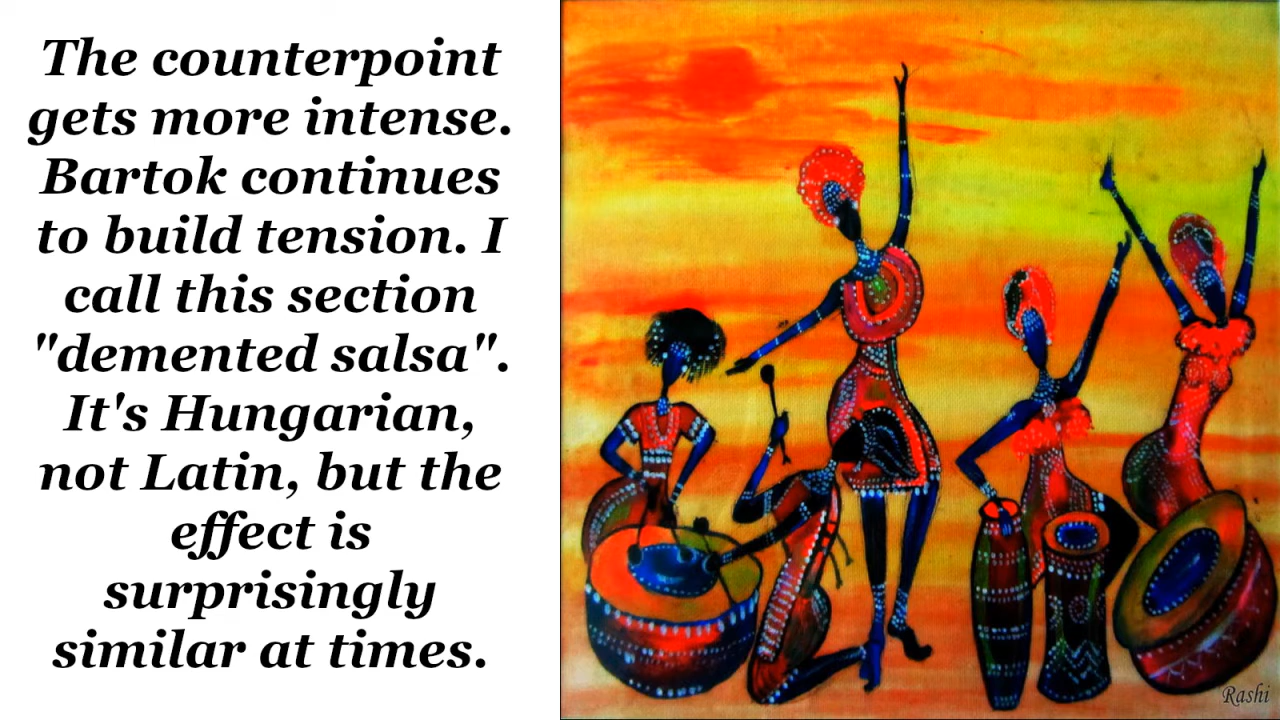 The counterpoint
gets more intense.
Bartok continues
to build tension. I
call this section
"demented salsa".
It's Hungarian,
not Latin, but the
effect is
surprisingly
similar at times.
Rashi